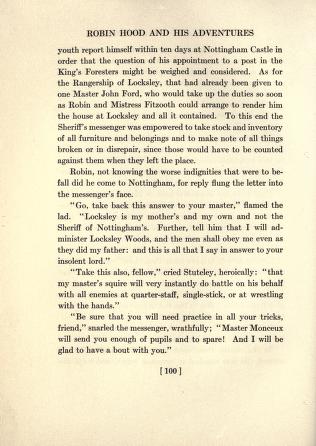 ROBIN HOOD AND HIS ADVENTURES
youth report himself within ten days at Nottingham Castle in
order that the question of his appointment to a post in the
King's Foresters might be weighed and considered. As for
the Rangership of Locksley, that had already been given to
one Master John Ford, who would take up the duties so soon
as Robin and Mistress Fitzooth could arrange to render him
the house at Locksley and all it contained. To this end the
Sheriff's messenger was empowered to take stock and inventory
of all furniture and belongings and to make note of all things
broken or in disrepair, since those would have to be counted
against them when they left the place.
Robin, not knowing the worse indignities that were to be-
fall did he come to Nottingham, for reply flung the letter into
the messenger's face.
"Go, take back this answer to your master," flamed the
lad. "Locksley is my mother's and my own and not the
Sheriff of Nottingham's. Further, tell him that I will ad-
minister Locksley Woods, and the men shall obey me even as
they did my father: and this is all that I say in answer to your
insolent lord."
"Take this also, fellow," cried Stuteley, heroically: "that
my master's squire will very instantly do battle on his behalf
with all enemies at quarter-staff, single-stick, or at wrestling
with the hands."
"Be sure that you will need practice in all your tricks,
friend," snarled the messenger, wrathfully; "Master Monceux
will send you enough of pupils and to spare! And I will be
glad to have a bout with you."
[ 100 ]